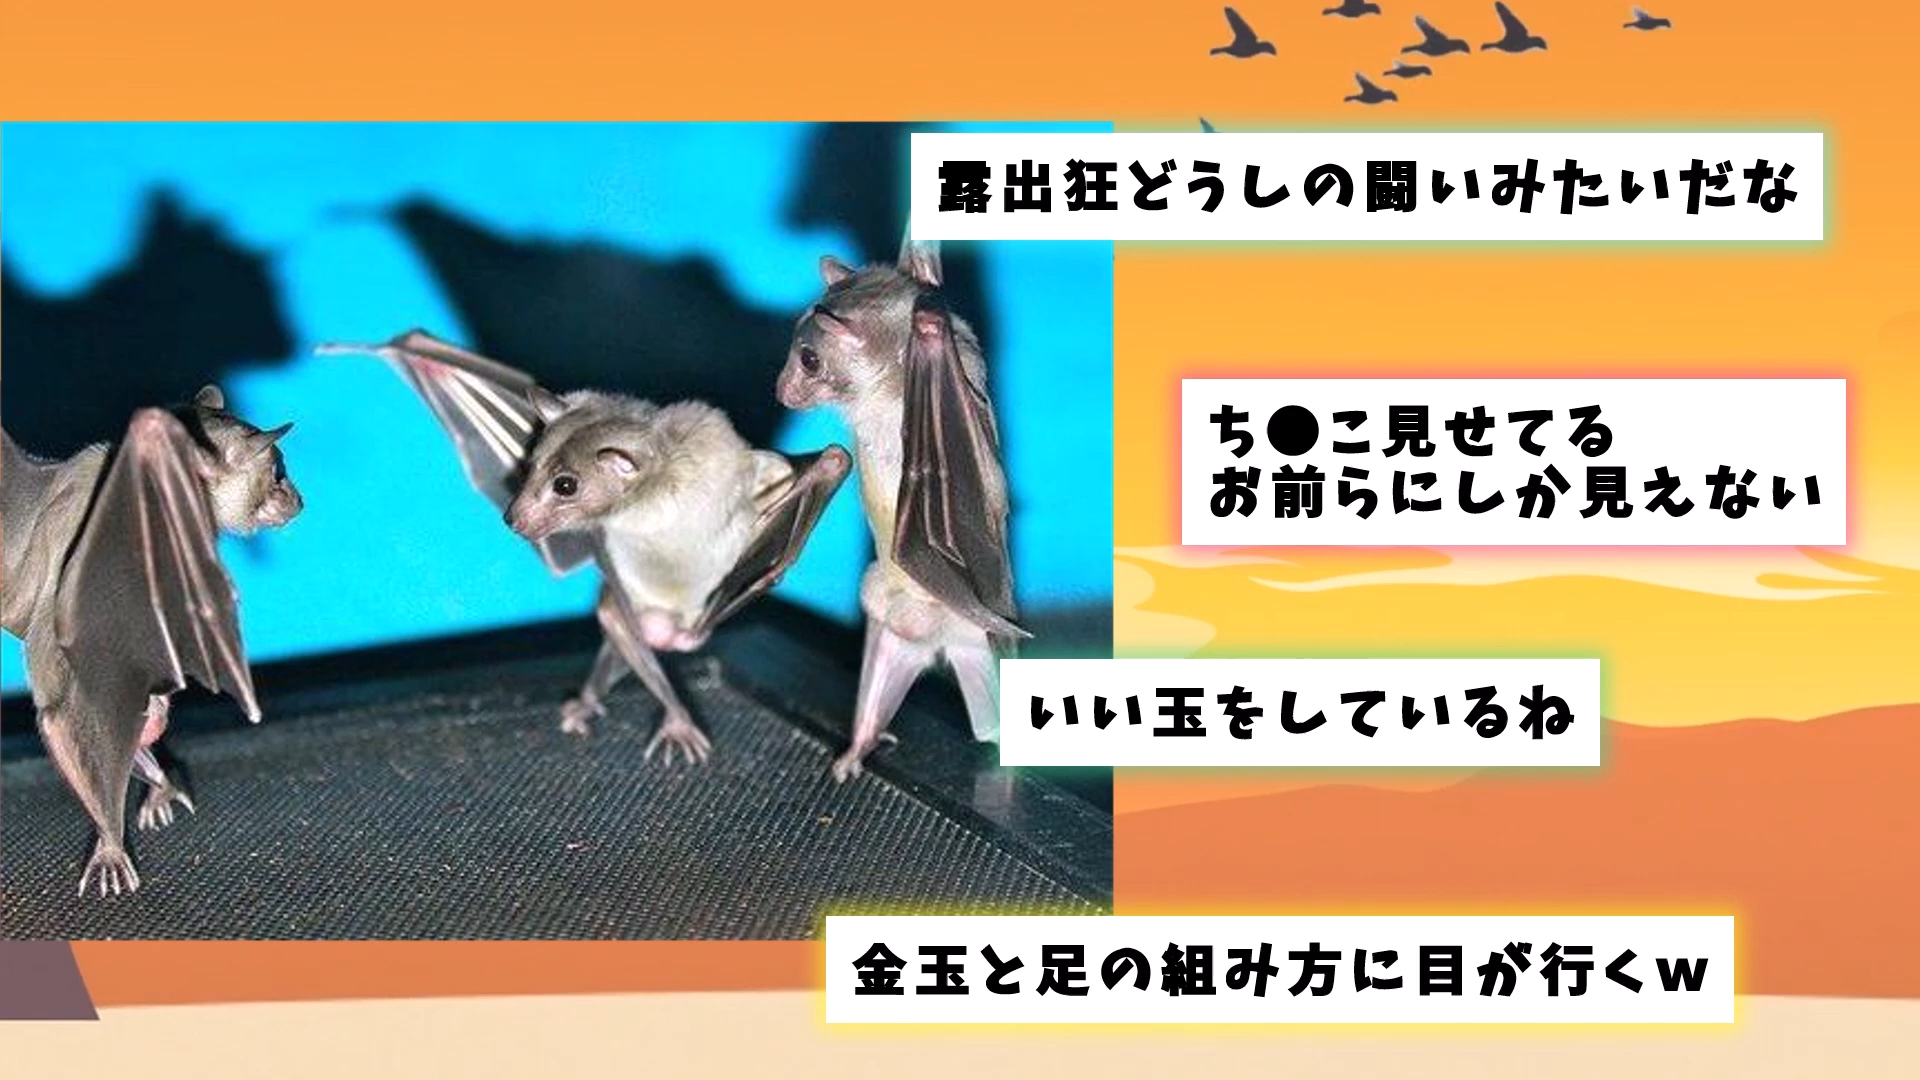 露出狂どうしの闘いみたいだな
ち●こ見せてる
お前らにしか見えない
いい玉をしているね
金玉と足の組み方に目が行くw